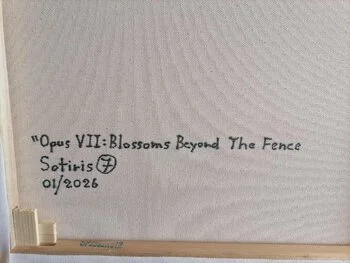 "Opus VII: Blossoms Beyond The Fence
Sotiris 7
01/2026